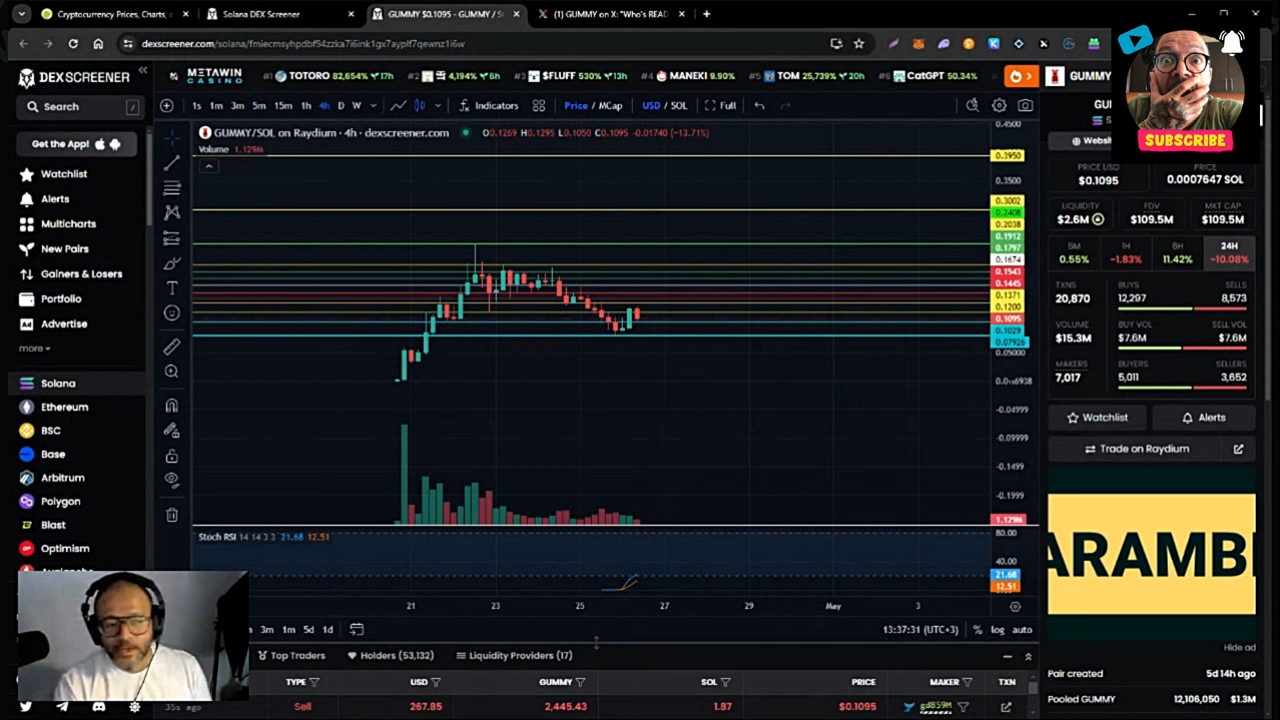 Cryptocurrency Prices, Charts, a
Solana DEX Screener
GUMMY $0.1095 - GUMMY / S
(1) GUMMY on X: "Who's READ
dexscreener.com/solana/fmiecmsyhpdbf94zzka7i6ink1gx7ayplf7qewnz1i6w
DEXSCREENER
METAWIN CASINO
#1 TOTORO 82,654% 17h
#2 4,194% 6h
#3 $FLUFF 530% 13h
#4 MANEKI 9.90%
#5 TOM 25,739% 20h
#6 CatGPT 50.34%
GUMMY
Search /
1s 1m 3m 5m 15m 1h 4h D W
Indicators
Price / MCap
USD / SOL
Full
Get the App!
Watchlist
Alerts
Multicharts
New Pairs
Gainers & Losers
Portfolio
Advertise
more
Solana
Ethereum
BSC
Base
Arbitrum
Polygon
Blast
Optimism
GUMMY/SOL on Raydium · 4h · dexscreener.com
O0.1269 H0.1295 L0.1050 C0.1095 -0.01740 (-13.71%)
Volume 1.129M
0.4500
0.3950
0.3500
0.3002
0.2408
0.2038
0.1912
0.1797
0.1674
0.1543
0.1445
0.1371
0.1200
0.1095
0.1029
0.07926
0.05000
-0.04999
-0.09999
-0.1499
-0.1999
1.129M
Stoch RSI 14 14 3 3 21.68 12.51
80.00
40.00
21.68
12.51
21 23 25 27 29 May 3
3m 1m 5d 1d
13:37:31 (UTC+3) % log auto
Top Traders
Holders (53,132)
Liquidity Providers (17)
TYPE USD GUMMY SOL PRICE MAKER TXN
35s ago Sell 267.85 2,445.43 1.87 $0.1095 gd859M
SUBSCRIBE
Websit
PRICE USD
$0.1095
PRICE
0.0007647 SOL
LIQUIDITY
$2.6M
FDV
$109.5M
MKT CAP
$109.5M
5M
0.55%
1H
-1.83%
6H
11.42%
24H
-10.08%
TXNS
20,870
BUYS
12,297
SELLS
8,573
VOLUME
$15.3M
BUY VOL
$7.6M
SELL VOL
$7.6M
MAKERS
7,017
BUYERS
5,011
SELLERS
3,652
Watchlist
Alerts
Trade on Raydium
ARAMB
Hide ad
Pair created 5d 14h ago
Pooled GUMMY 12,106,050 $1.3M